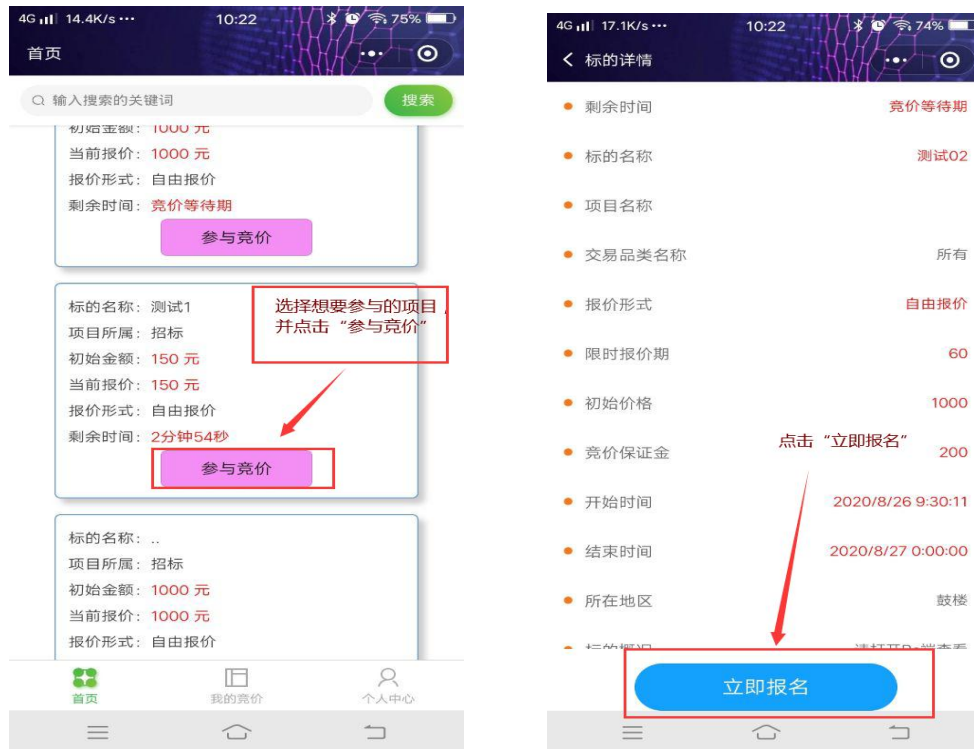 4G 14.4K/s ••• 10:22 75%
首页
输入搜索的关键词 搜索
初始金额: 1000 元
当前报价: 1000 元
报价形式: 自由报价
剩余时间: 竞价等待期
参与竞价
标的名称: 测试1
项目所属: 招标
初始金额: 150 元
当前报价: 150 元
报价形式: 自由报价
剩余时间: 2分钟54秒
参与竞价
选择想要参与的项目,
并点击“参与竞价”
标的名称: ..
项目所属: 招标
初始金额: 1000 元
当前报价: 1000 元
报价形式: 自由报价
首页 我的竞价 个人中心
4G 17.1K/s ••• 10:22 74%
标的详情
剩余时间 竞价等待期
标的名称 测试02
项目名称
交易品类名称 所有
报价形式 自由报价
限时报价期 60
初始价格 1000
点击“立即报名”
竞价保证金 200
开始时间 2020/8/26 9:30:11
结束时间 2020/8/27 0:00:00
所在地区 鼓楼
标的概况 请打开Pc端查看
立即报名